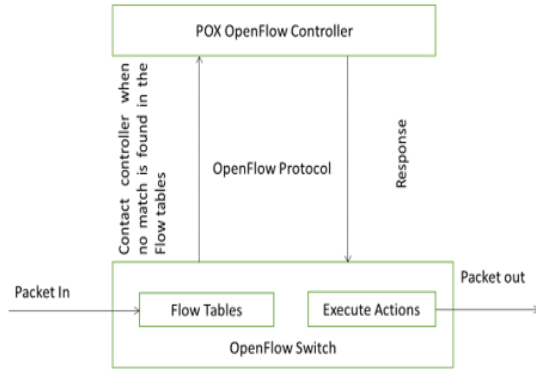 POX OpenFlow Controller
Contact controller when
no match is found in the
Flow tables
OpenFlow Protocol
Response
Packet In
Flow Tables
Execute Actions
Packet out
OpenFlow Switch